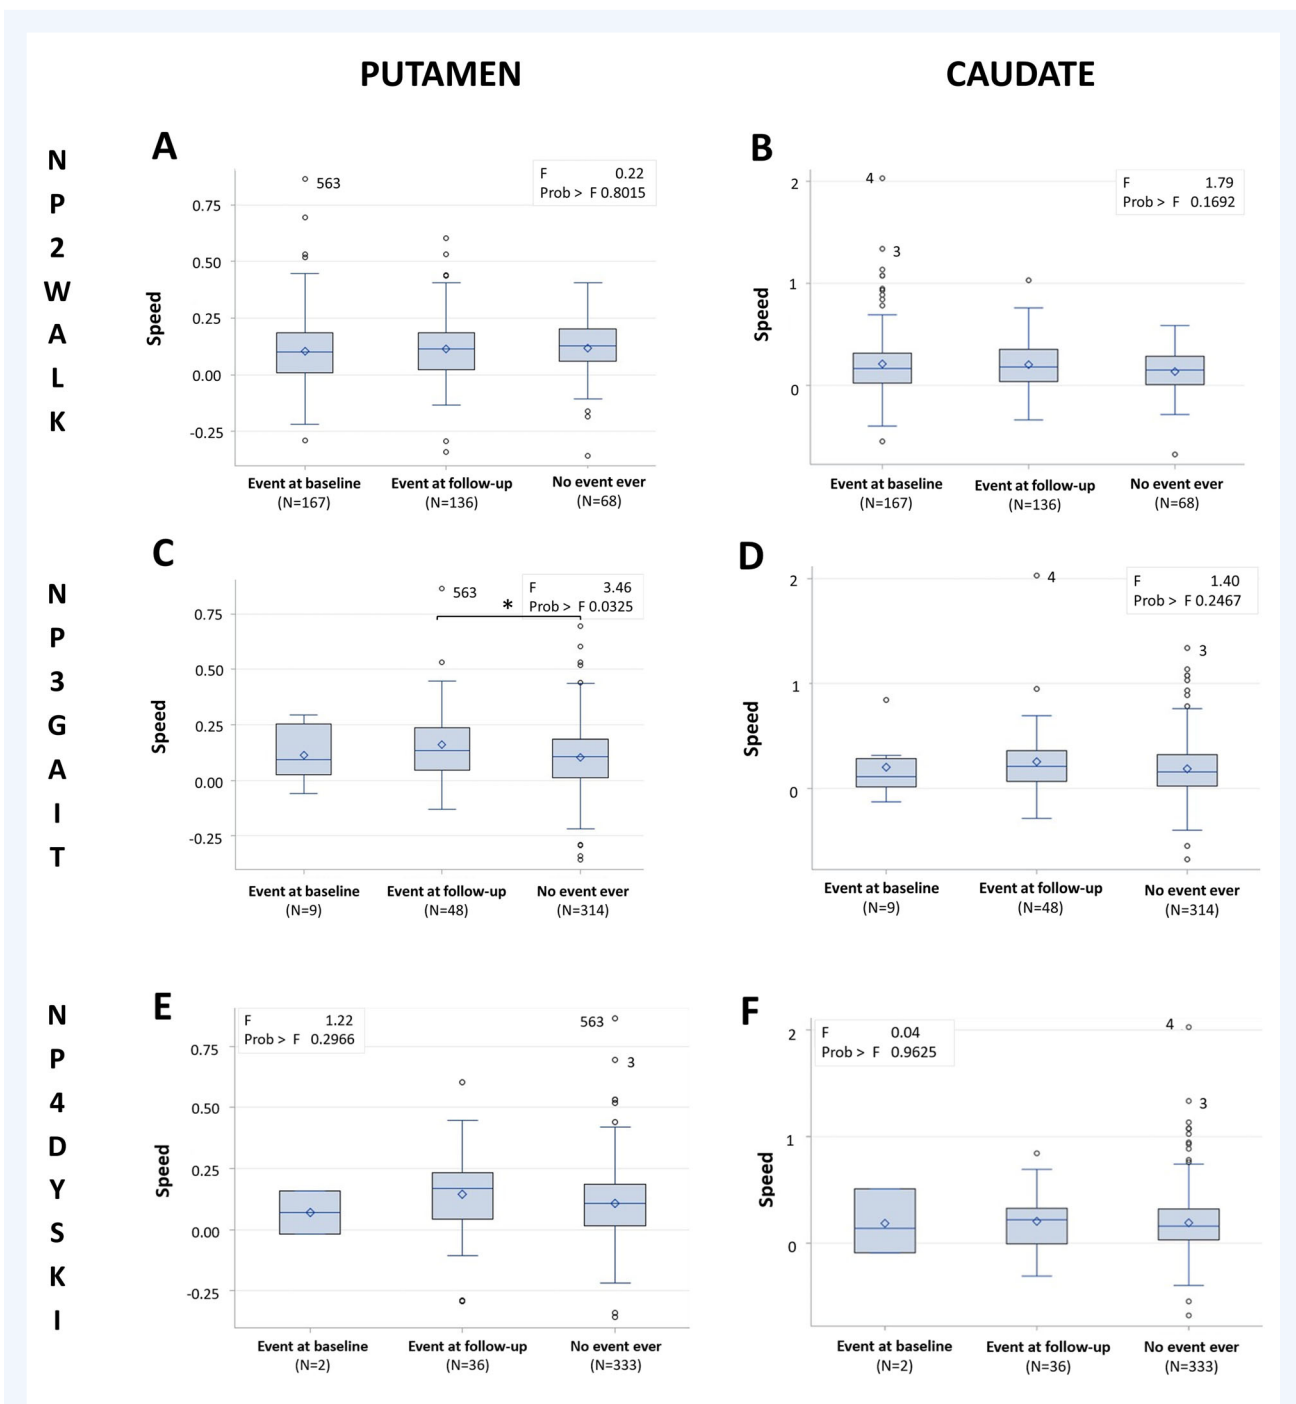 PUTAMEN CAUDATE
N
P
2
W
A
L
K
A
F 0.22
Prob > F 0.8015
563
0.75
0.50
0.25
0.00
-0.25
Speed
Event at baseline Event at follow-up No event ever
(N=167) (N=136) (N=68)
B
F 1.79
Prob > F 0.1692
4
3
2
1
0
Speed
Event at baseline Event at follow-up No event ever
(N=167) (N=136) (N=68)
N
P
3
G
A
I
T
C
F 3.46
Prob > F 0.0325
563
*
0.75
0.50
0.25
0.00
-0.25
Speed
Event at baseline Event at follow-up No event ever
(N=9) (N=48) (N=314)
D
F 1.40
Prob > F 0.2467
4
3
2
1
0
Speed
Event at baseline Event at follow-up No event ever
(N=9) (N=48) (N=314)
N
P
4
D
Y
S
K
I
E
F 1.22
Prob > F 0.2966
563
3
0.75
0.50
0.25
0.00
-0.25
Speed
Event at baseline Event at follow-up No event ever
(N=2) (N=36) (N=333)
F
F 0.04
Prob > F 0.9625
4
3
2
1
0
Speed
Event at baseline Event at follow-up No event ever
(N=2) (N=36) (N=333)